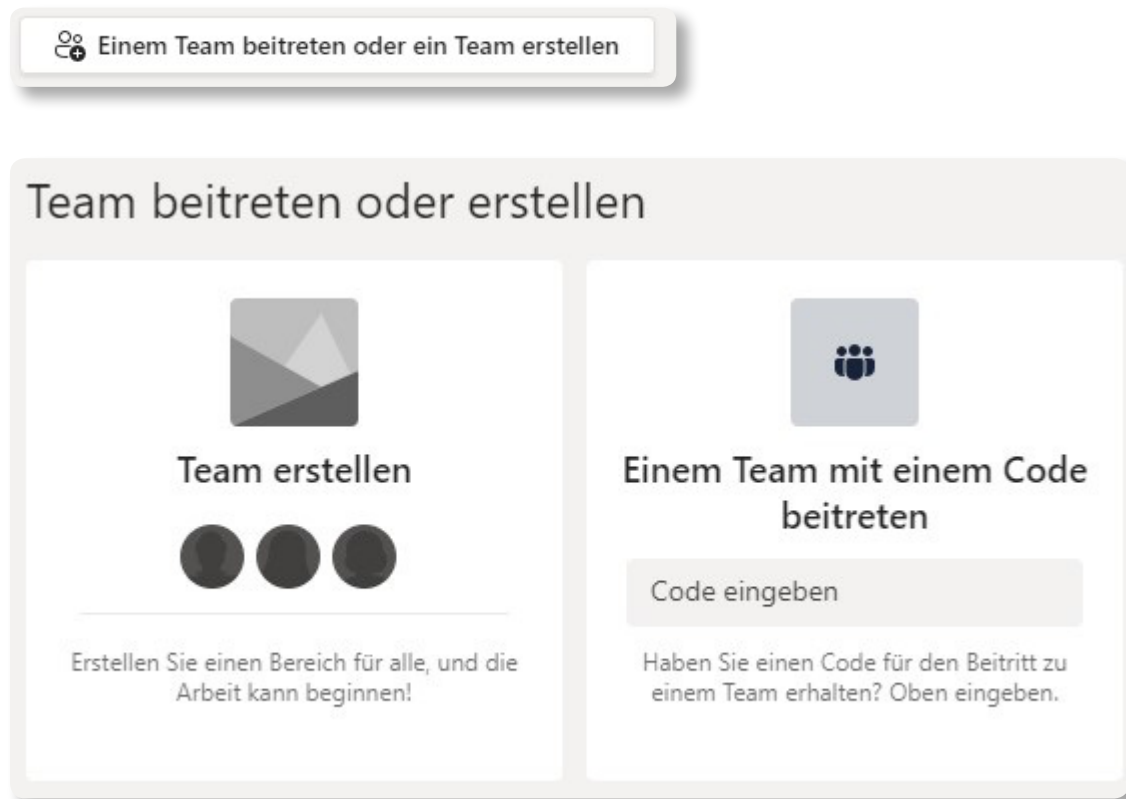 Einem Team beitreten oder ein Team erstellen
Team beitreten oder erstellen
Team erstellen
Erstellen Sie einen Bereich für alle, und die
Arbeit kann beginnen!
Einem Team mit einem Code
beitreten
Code eingeben
Haben Sie einen Code für den Beitritt zu
einem Team erhalten? Oben eingeben.